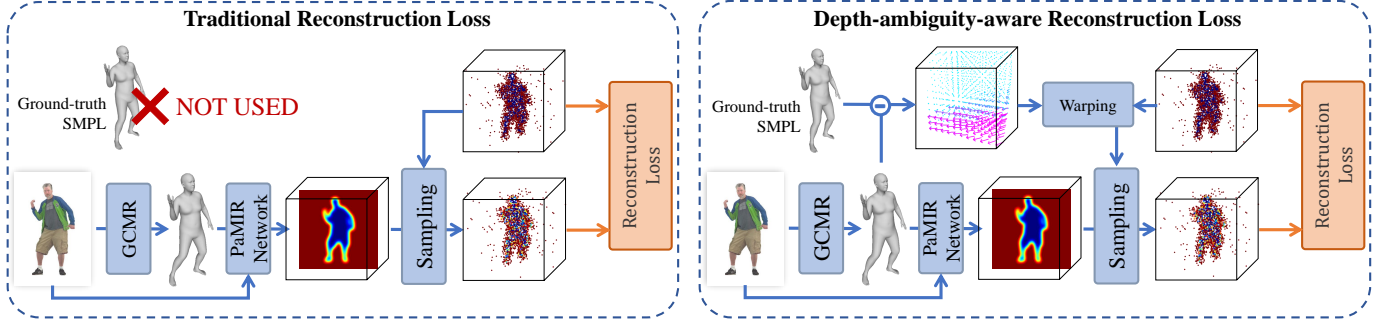 Traditional Reconstruction Loss
Ground-truth
SMPL
NOT USED
GCMR
PaMIR
Network
Sampling
Reconstruction
Loss
Depth-ambiguity-aware Reconstruction Loss
Ground-truth
SMPL
Warping
GCMR
PaMIR
Network
Sampling
Reconstruction
Loss